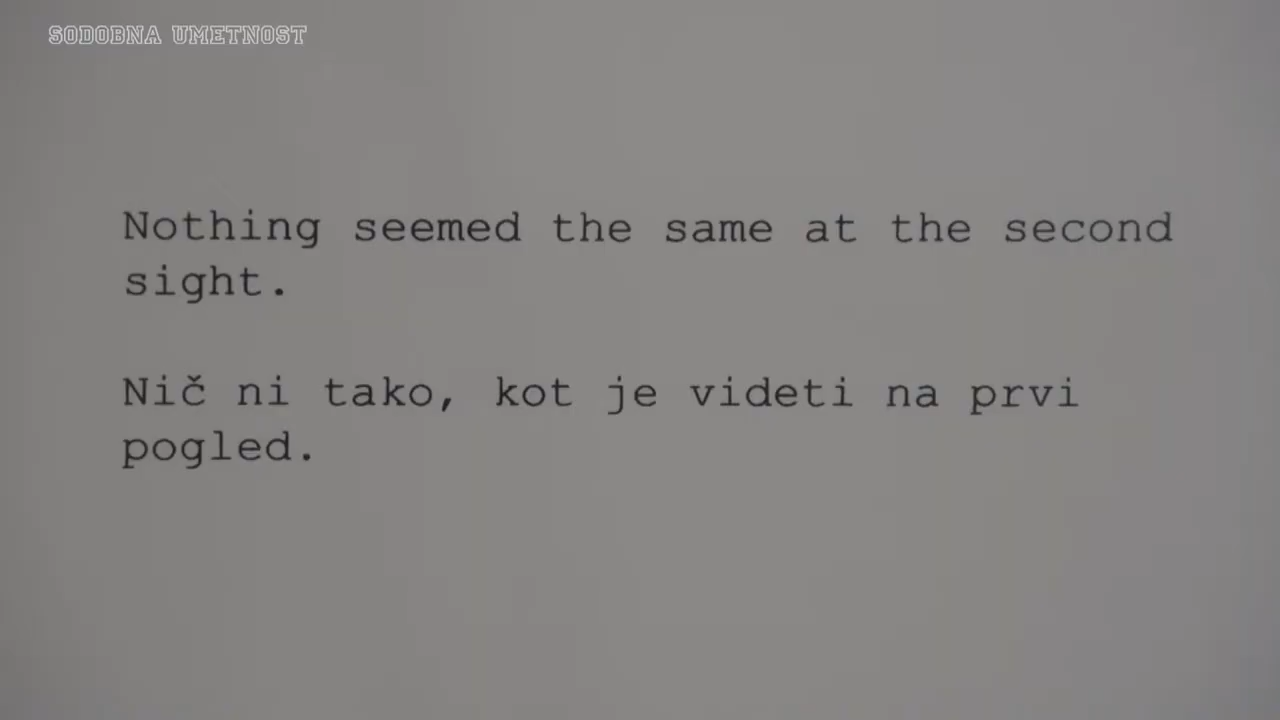 SODOBNA UMETNOST
Nothing seemed the same at the second
sight.
Nič ni tako, kot je videti na prvi
pogled.